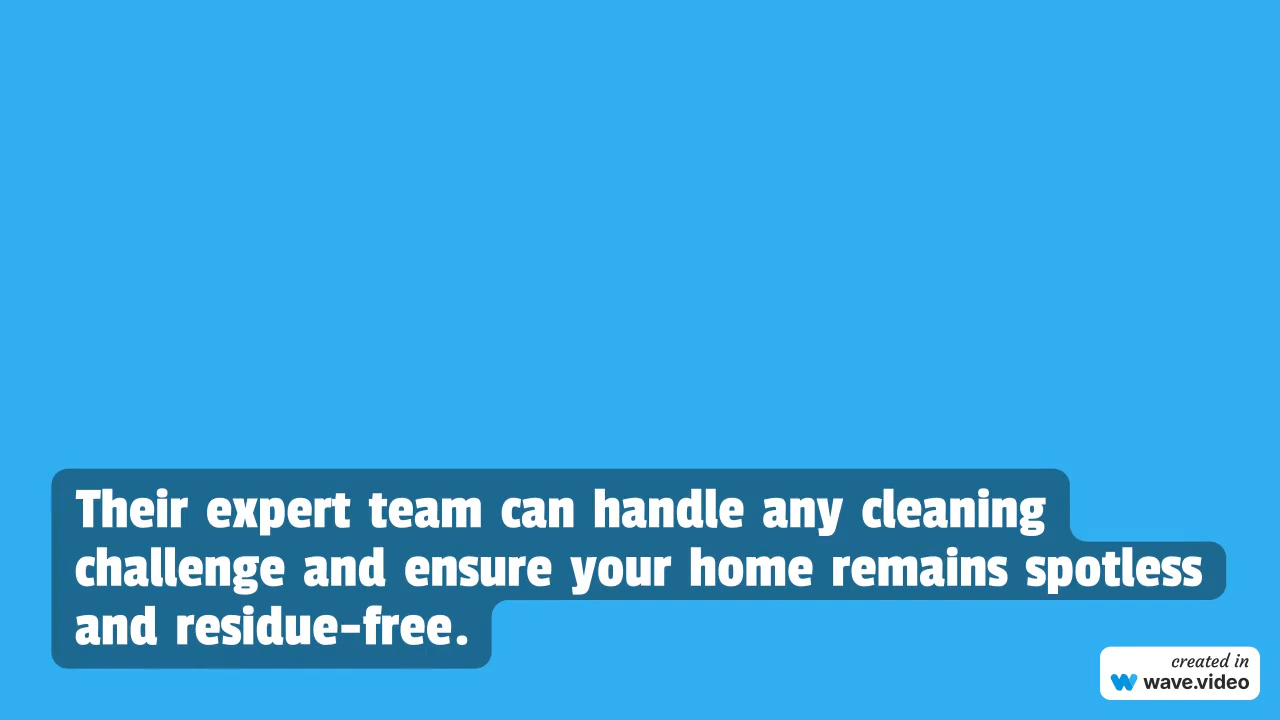 Their expert team can handle any cleaning
challenge and ensure your home remains spotless
and residue-free.
created in
wave.video